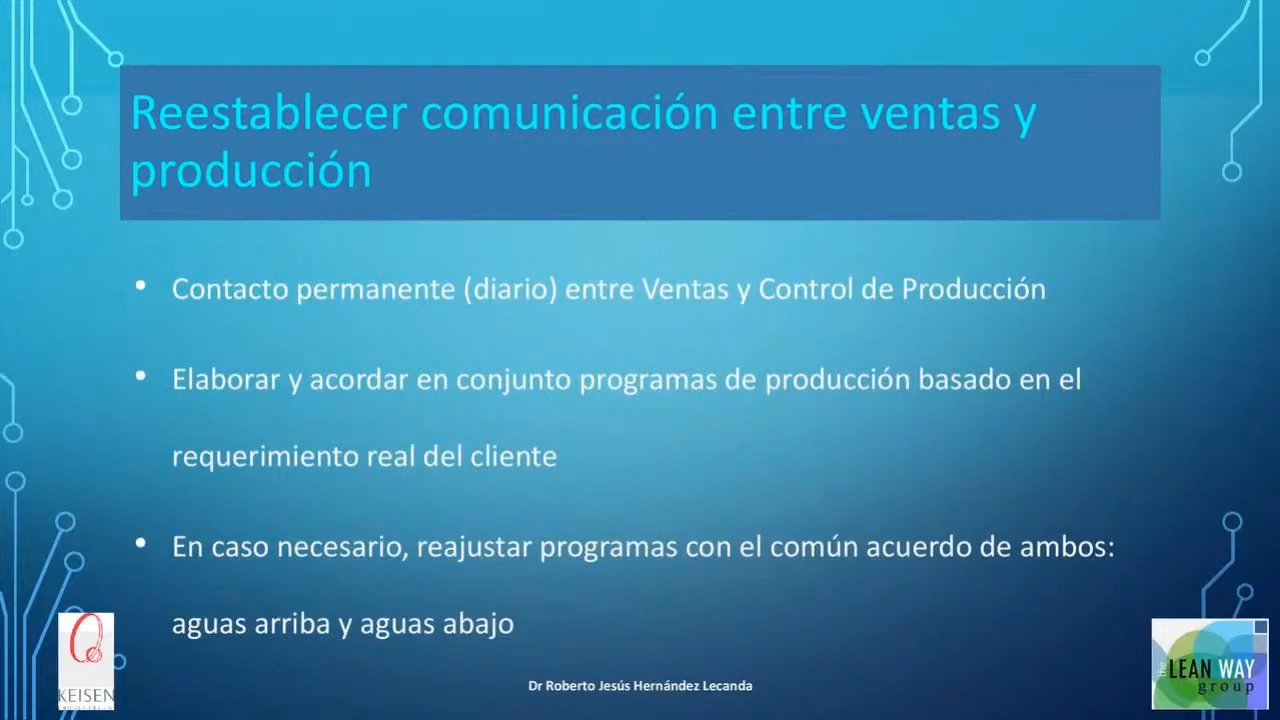 Reestablecer comunicación entre ventas y
producción
• Contacto permanente (diario) entre Ventas y Control de Producción
• Elaborar y acordar en conjunto programas de producción basado en el
requerimiento real del cliente
• En caso necesario, reajustar programas con el común acuerdo de ambos:
aguas arriba y aguas abajo
KEISEN
Dr Roberto Jesús Hernández Lecanda
the LEAN WAY
group